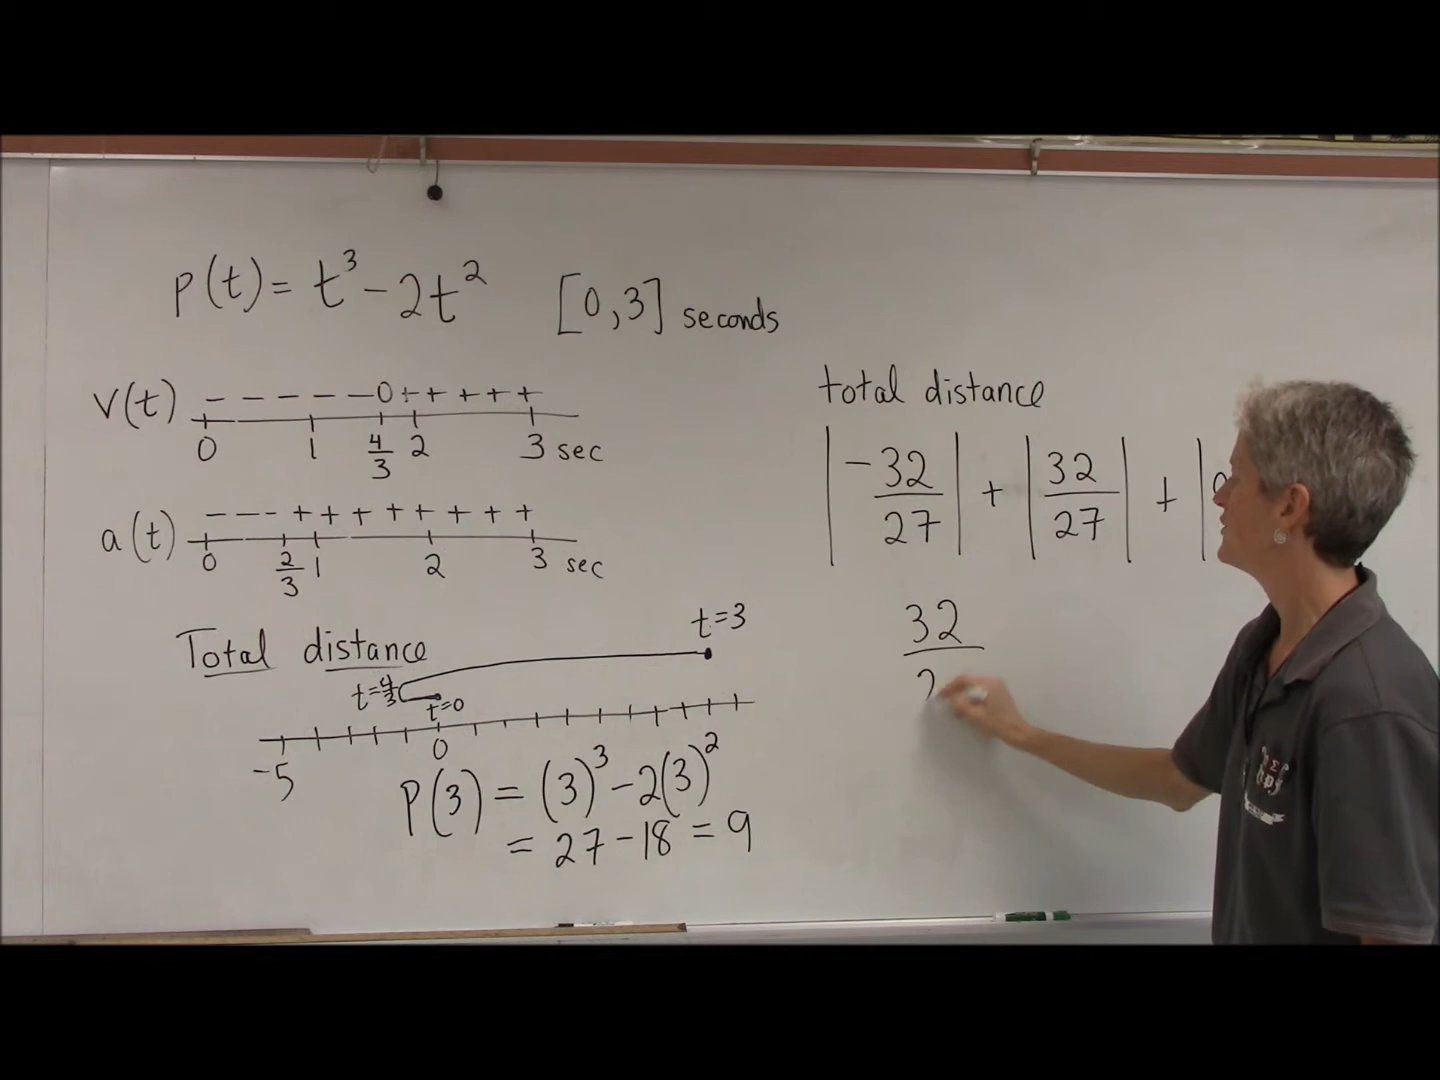 p(t) = t³ - 2t² [0,3] seconds
v(t) - - - - - 0 + + + + +
0 1 4/3 2 3 sec
a(t) - - - + + + + + + + +
0 2/3 1 2 3 sec
Total distance
t=3
t=4/3 t=0
-5 0
P(3) = (3)³ - 2(3)²
= 27 - 18 = 9
total distance
|-32/27| + |32/27| + |
32
2